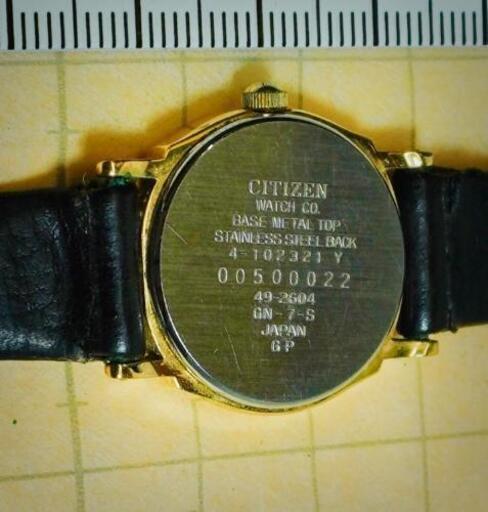 CITIZEN
WATCH CO.
BASE METAL TOP
STAINLESS STEEL BACK
4-102321 Y
00500022
49-2604
GN-7-S
JAPAN
GP